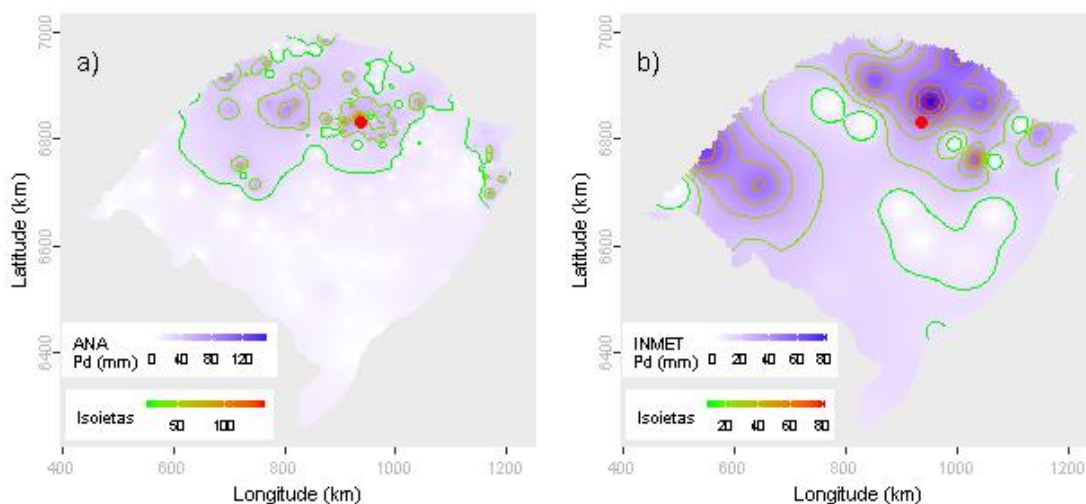 a)
7000
6800
6600
6400
Latitude (km)
ANA
Pd (mm) 0 40 80 120
Isoietas
50 100
400 600 800 1000 1200
Longitude (km)
b)
7000
6800
6600
6400
Latitude (km)
INMET
Pd (mm) 0 20 40 60 80
Isoietas
20 40 60 80
400 600 800 1000 1200
Longitude (km)